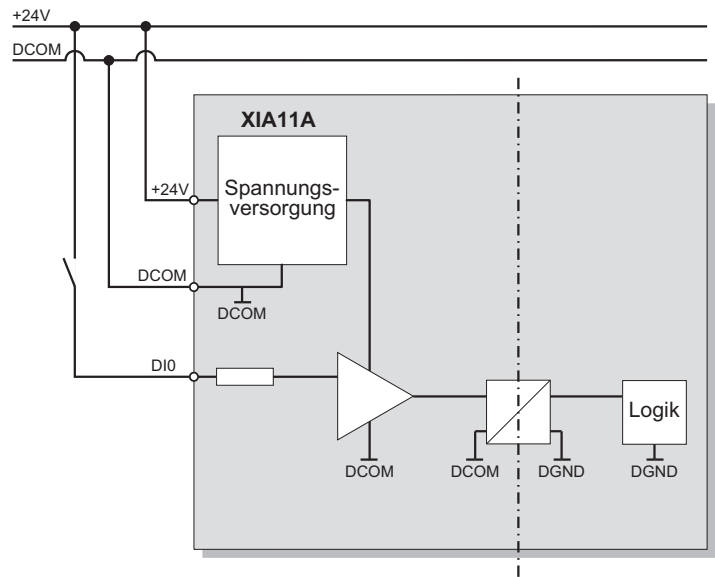 +24V
DCOM
XIA11A
+24V
Spannungs-
versorgung
DCOM
DCOM
DI0
Logik
DCOM
DCOM
DGND
DGND